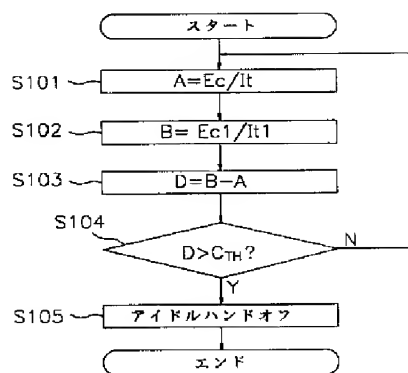 スタート
S101
A=Ec/It
S102
B= Ec1/It1
S103
D=B−A
S104
D>CTH?
N
Y
S105
アイドルハンドオフ
エンド